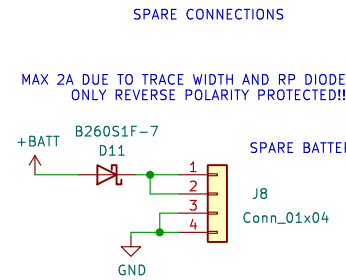 SPARE CONNECTIONS
MAX 2A DUE TO TRACE WIDTH AND RP DIODE
ONLY REVERSE POLARITY PROTECTED!!
B260S1F-7
+BATT
D11
SPARE
1
2
J8
3
Conn_01x04
4
GND